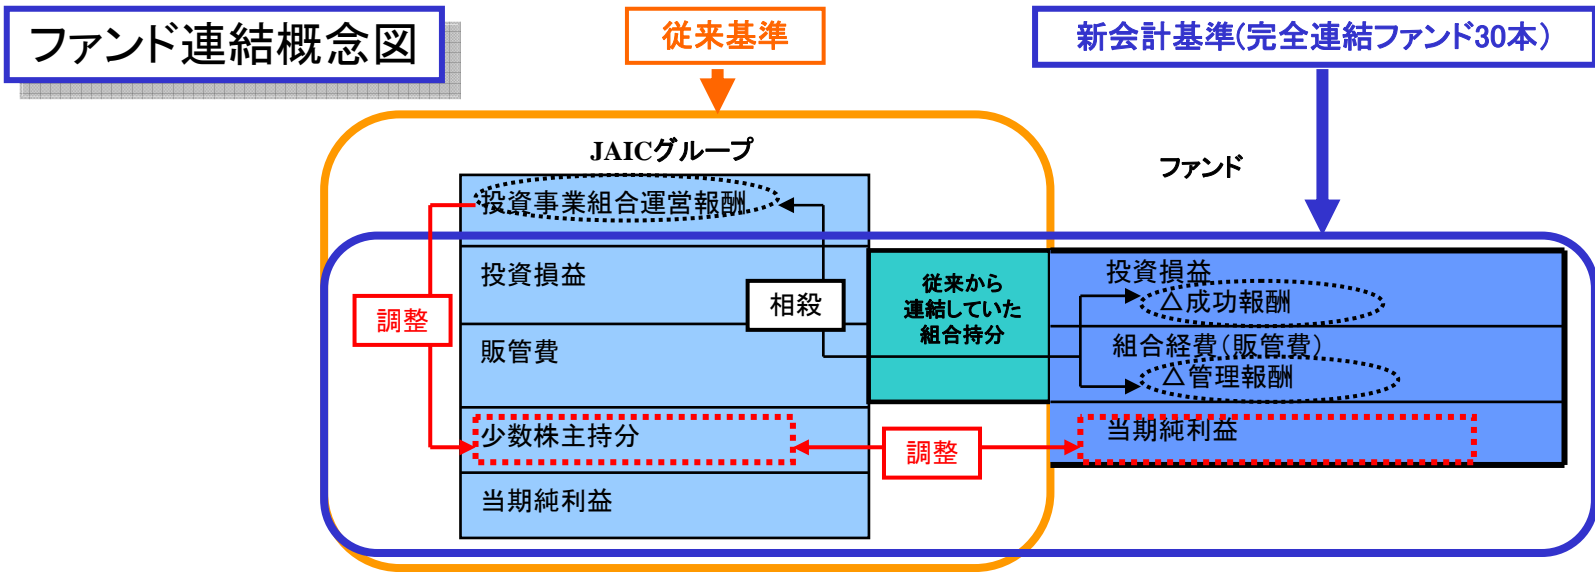 ファンド連結概念図
従来基準
新会計基準(完全連結ファンド30本)
JAICグループ
ファンド
投資事業組合運営報酬
投資損益
販管費
少数株主持分
当期純利益
調整
相殺
従来から
連結していた
組合持分
投資損益
△成功報酬
組合経費(販管費)
△管理報酬
当期純利益
調整